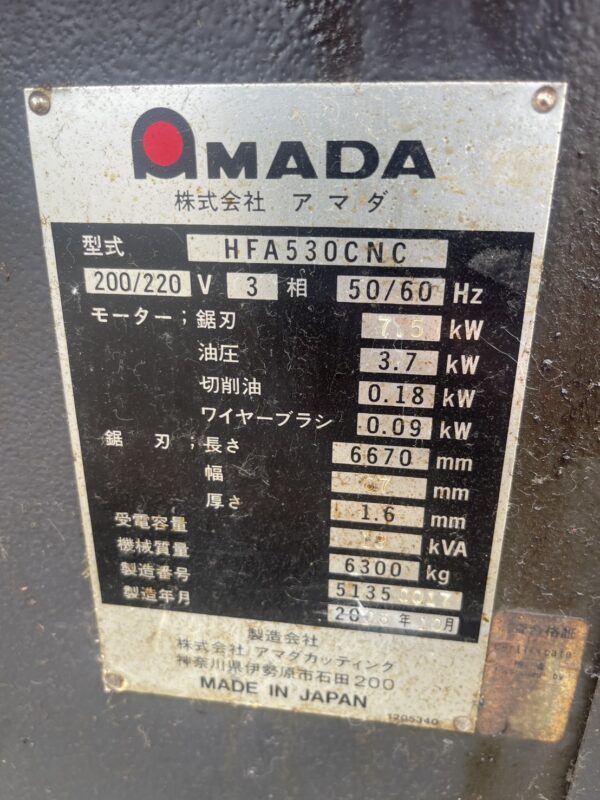 AMADA
株式会社 アマダ
型式 HFA530CNC
200/220 V 3 相 50/60 Hz
モーター; 鋸刃 7.5 kW
油圧 3.7 kW
切削油 0.18 kW
ワイヤーブラシ 0.09 kW
鋸 刃; 長さ 6670 mm
幅 mm
厚さ 1.6 mm
受電容量 kVA
機械質量 6300 kg
製造番号
製造年月 年 月
製造会社
株式会社 アマダカッティング
神奈川県伊勢原市石田200
MADE IN JAPAN
1205340
合格証
Certificate
by